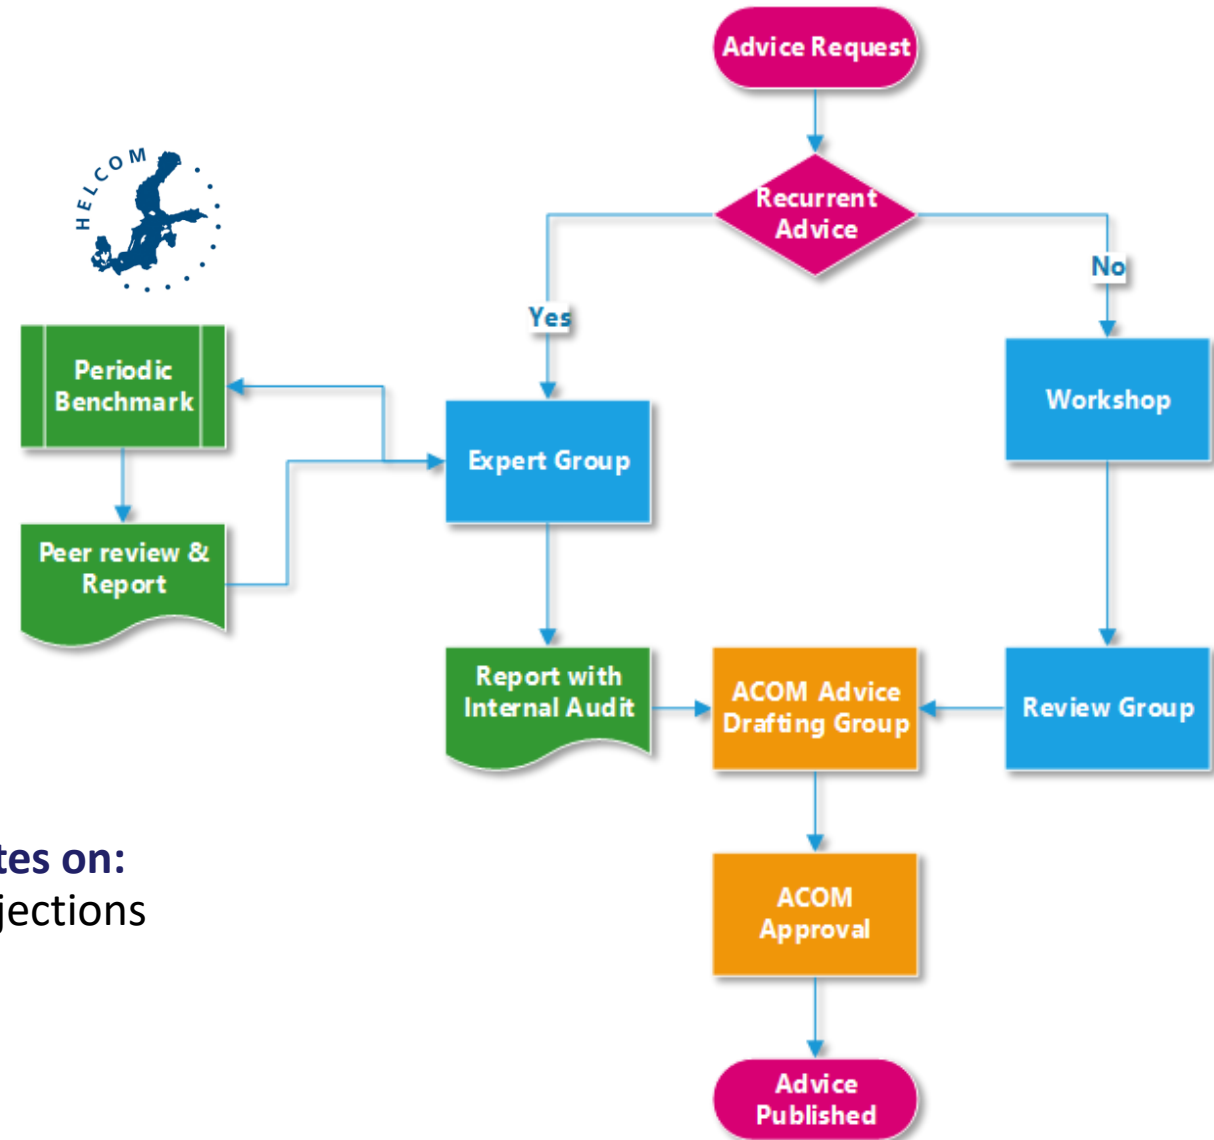 Advice Request
HELCOM
Recurrent
Advice
No
Yes
Periodic
Benchmark
Workshop
Expert Group
Peer review &
Report
Report with
Internal Audit
ACOM Advice
Drafting Group
Review Group
tes on:
jections
ACOM
Approval
Advice
Published